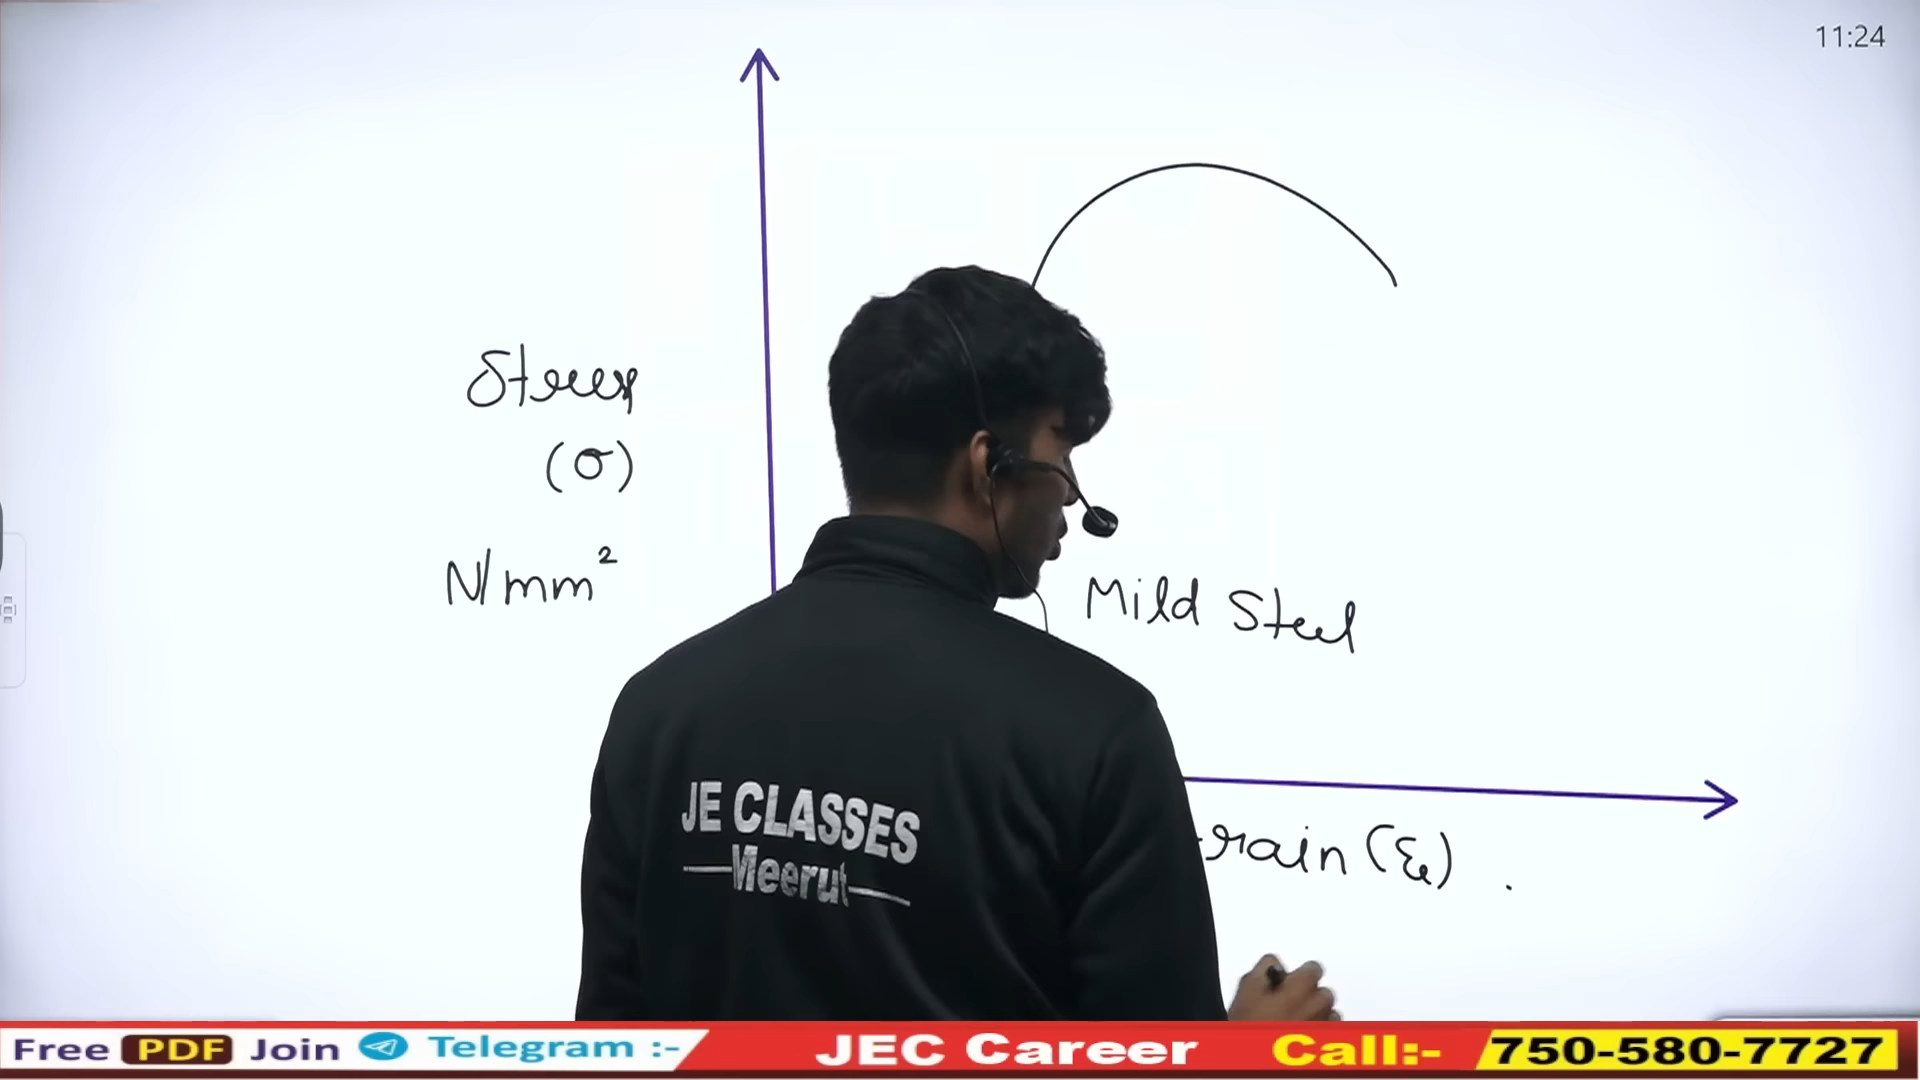 11:24
Stress
(σ)
N/mm²
Mild Steel
rain (ε)
JE CLASSES
Meerut
Free PDF Join Telegram :- JEC Career Call:- 750-580-7727